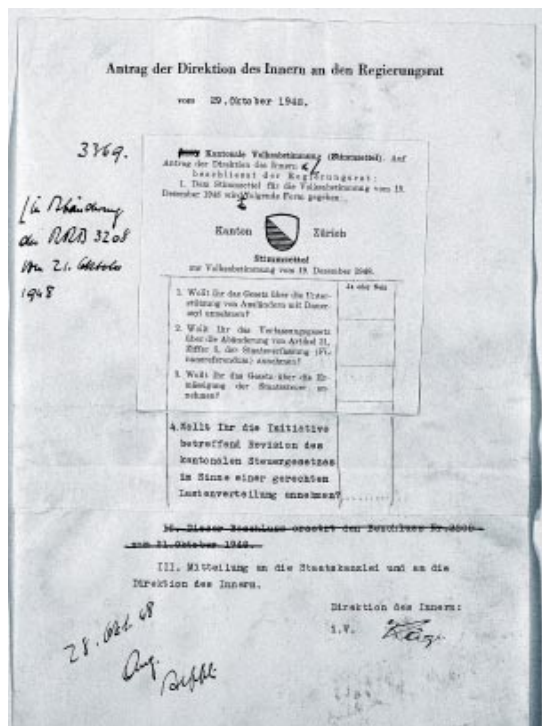 Antrag der Direktion des Innern an den Regierungsrat
vom 29. Oktober 1948.
3369.
Kantonale Volksabstimmung (Stimmzettel). Auf
Antrag der Direktion des Innern
beschliesst der Regierungsrat:
1. Dem Stimmzettel für die Volksabstimmung vom 19.
Dezember 1948 wird folgende Form gegeben:
in Abänderung
des RRB 3208
vom 21. Oktober
1948
Kanton Zürich
Stimmzettel
zur Volksabstimmung vom 19. Dezember 1948.
Ja oder Nein
1. Wollt Ihr das Gesetz über die Unter-
stützung von Ausländern mit Dauer-
annehmen?
2. Wollt Ihr das Verfassungsgesetz
über die Abänderung von Artikel 31,
Ziffer 5, der Staatsverfassung (Fi-
nanzreferendum) annehmen?
3. Wollt Ihr das Gesetz über die Er-
mässigung der Staatssteuer an-
nehmen?
4. Wollt Ihr die Initiative
betreffend Revision des
kantonalen Steuergesetzes
im Sinne einer gerechten
Lastenverteilung annehmen?
Dieser Beschluss ersetzt den Beschluss Nr.
vom 21. Oktober 1948.
III. Mitteilung an die Staatskanzlei und an die
Direktion des Innern.
Direktion des Innern:
i.V.
28. Okt. 48